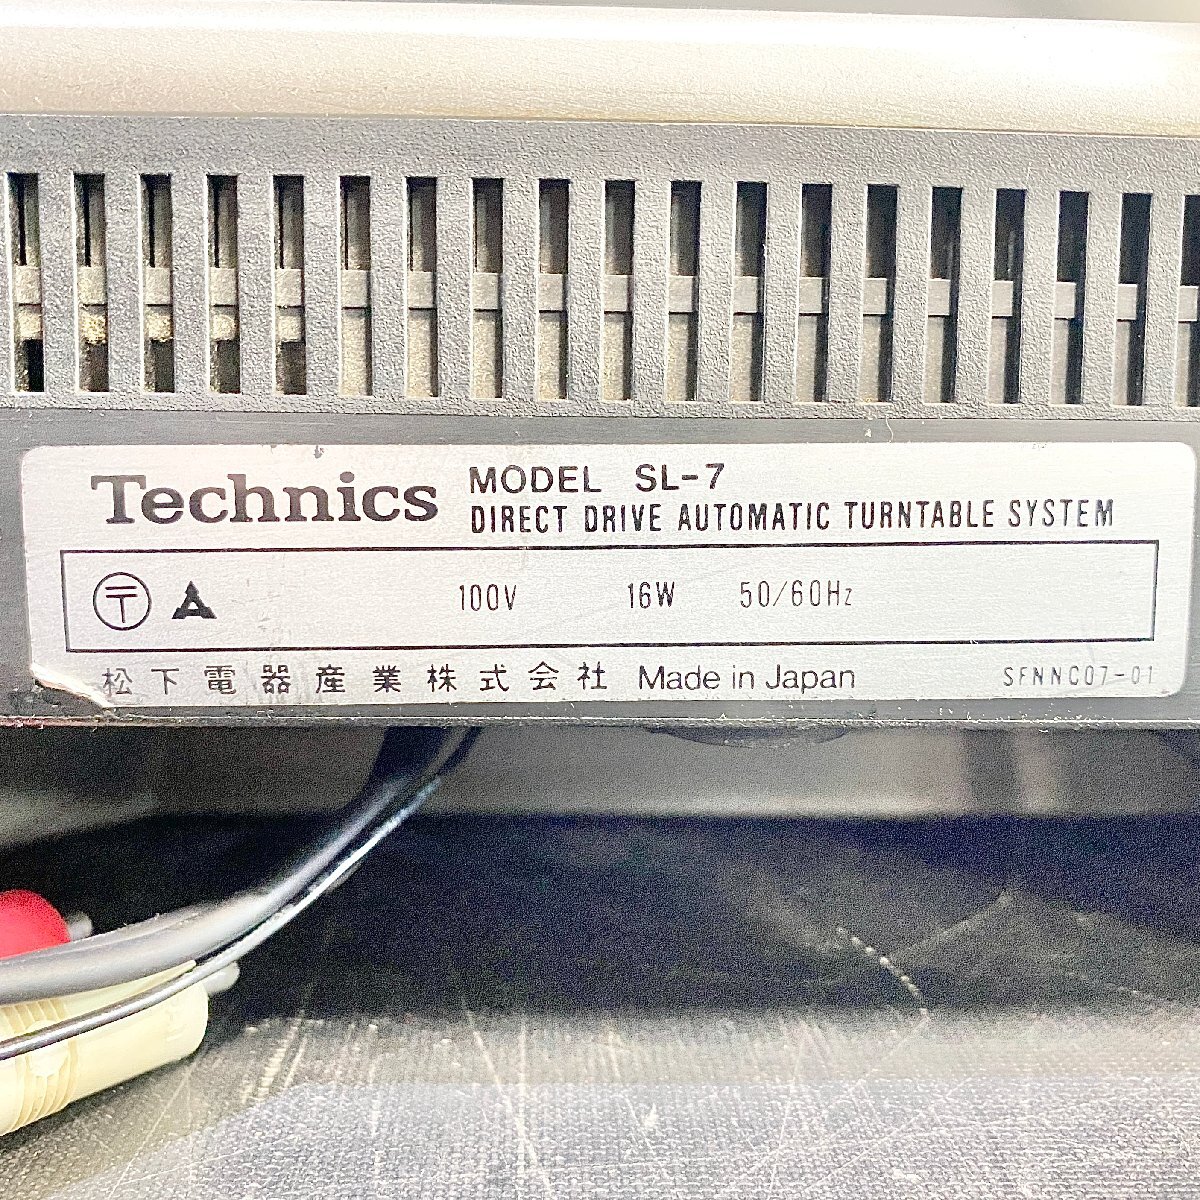 Technics MODEL SL-7
DIRECT DRIVE AUTOMATIC TURNTABLE SYSTEM
〒 100V 16W 50/60Hz
松下電器産業株式会社 Made in Japan SFNNC07-01